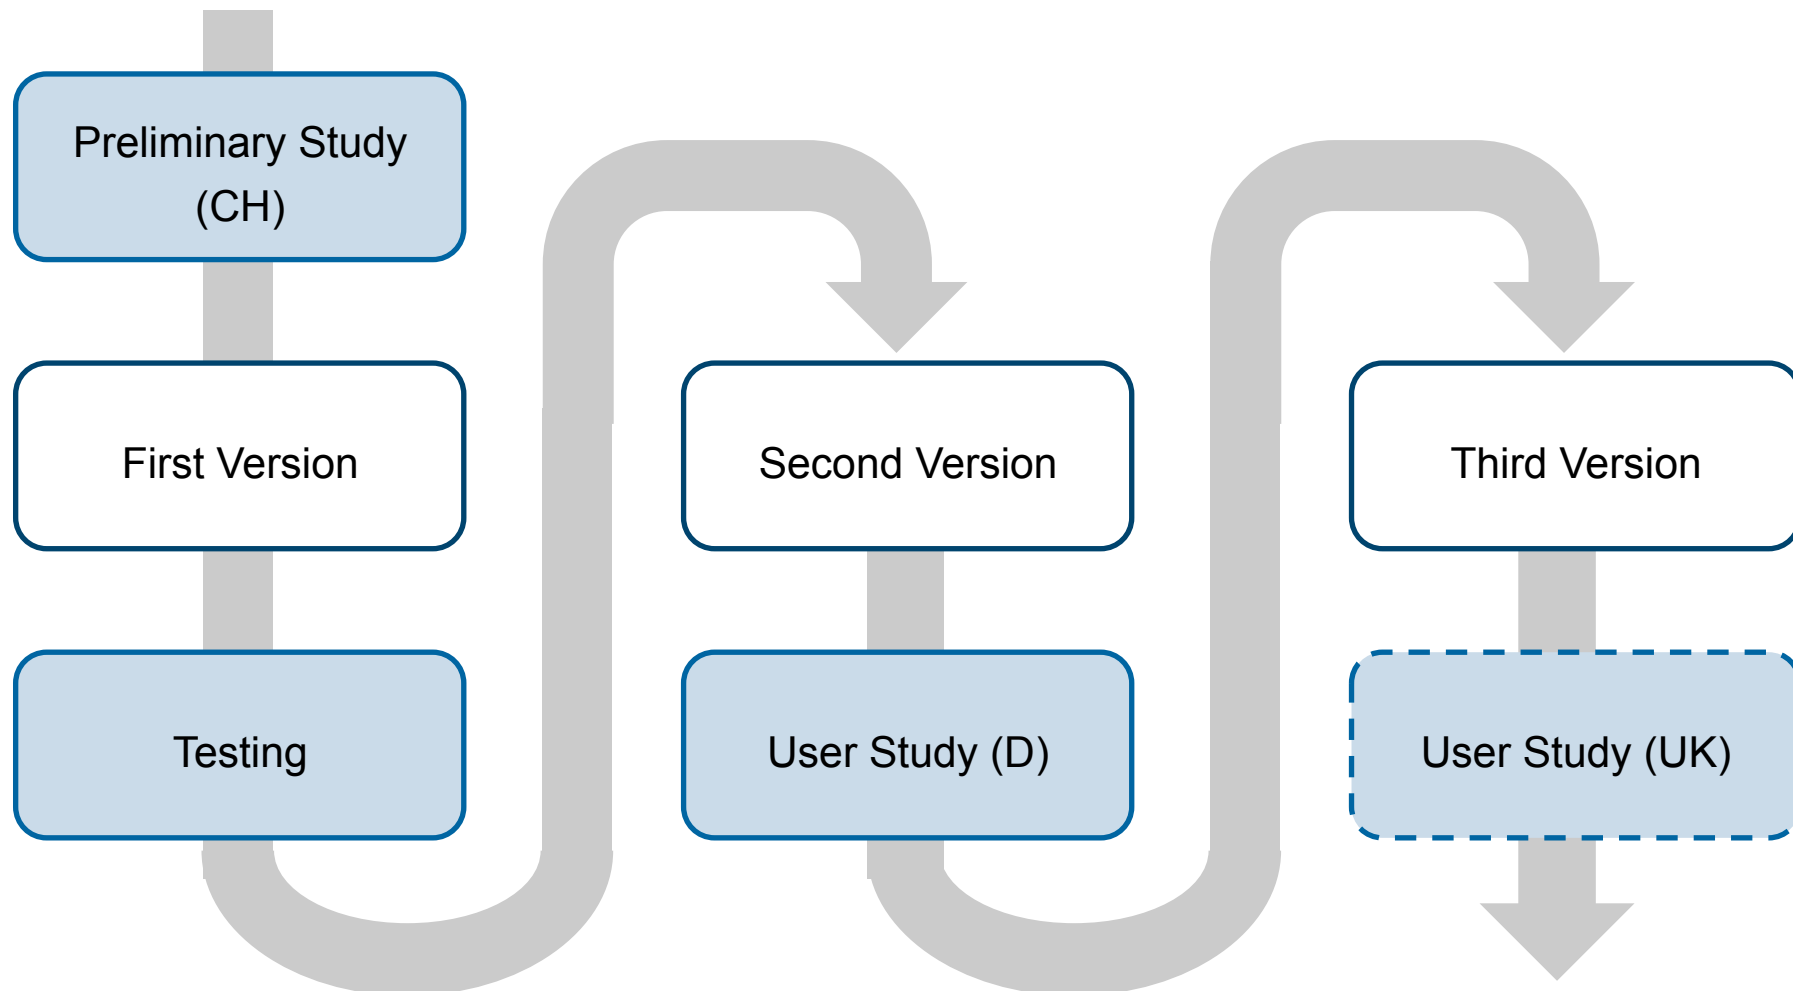 Preliminary Study
(CH)
First Version
Testing
Second Version
User Study (D)
Third Version
User Study (UK)